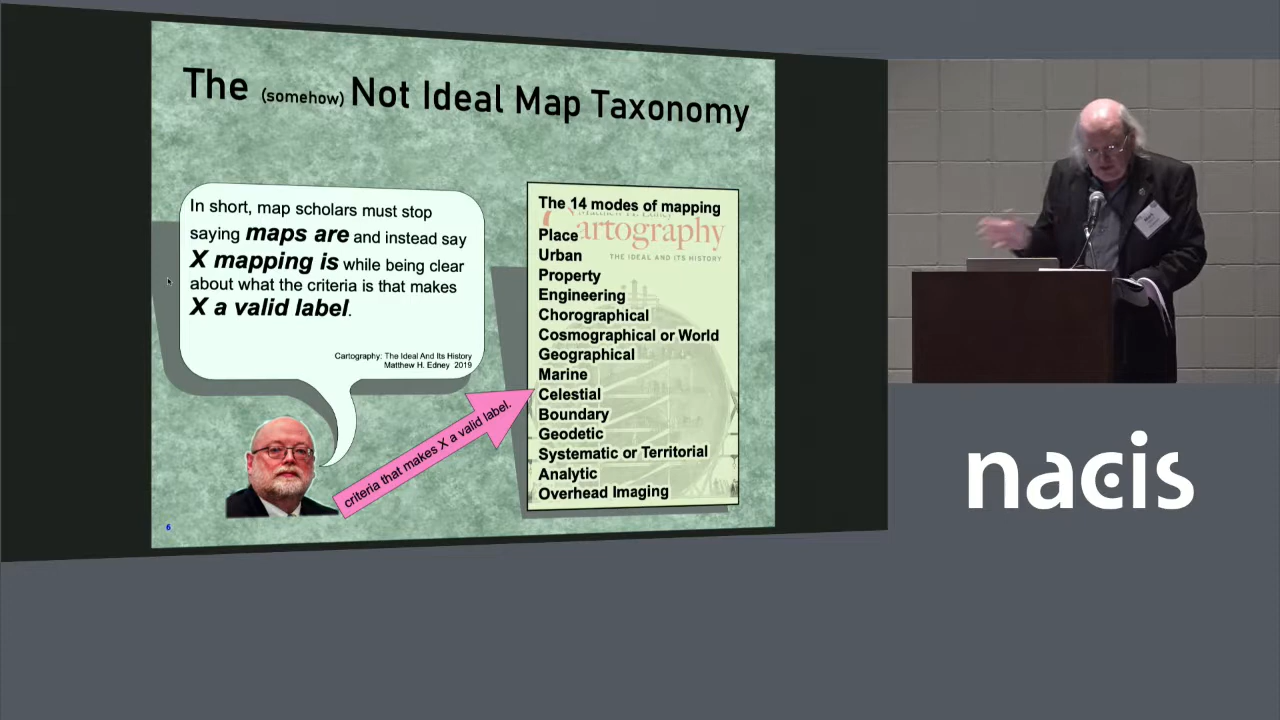 The (somehow) Not Ideal Map Taxonomy
In short, map scholars must stop
saying maps are and instead say
X mapping is while being clear
about what the criteria is that makes
X a valid label.
Cartography: The Ideal And Its History
Matthew H. Edney 2019
criteria that makes X a valid label.
The 14 modes of mapping
Matthew H. Edney
Cartography
THE IDEAL AND ITS HISTORY
Place
Urban
Property
Engineering
Chorographical
Cosmographical or World
Geographical
Marine
Celestial
Boundary
Geodetic
Systematic or Territorial
Analytic
Overhead Imaging
6
nacis